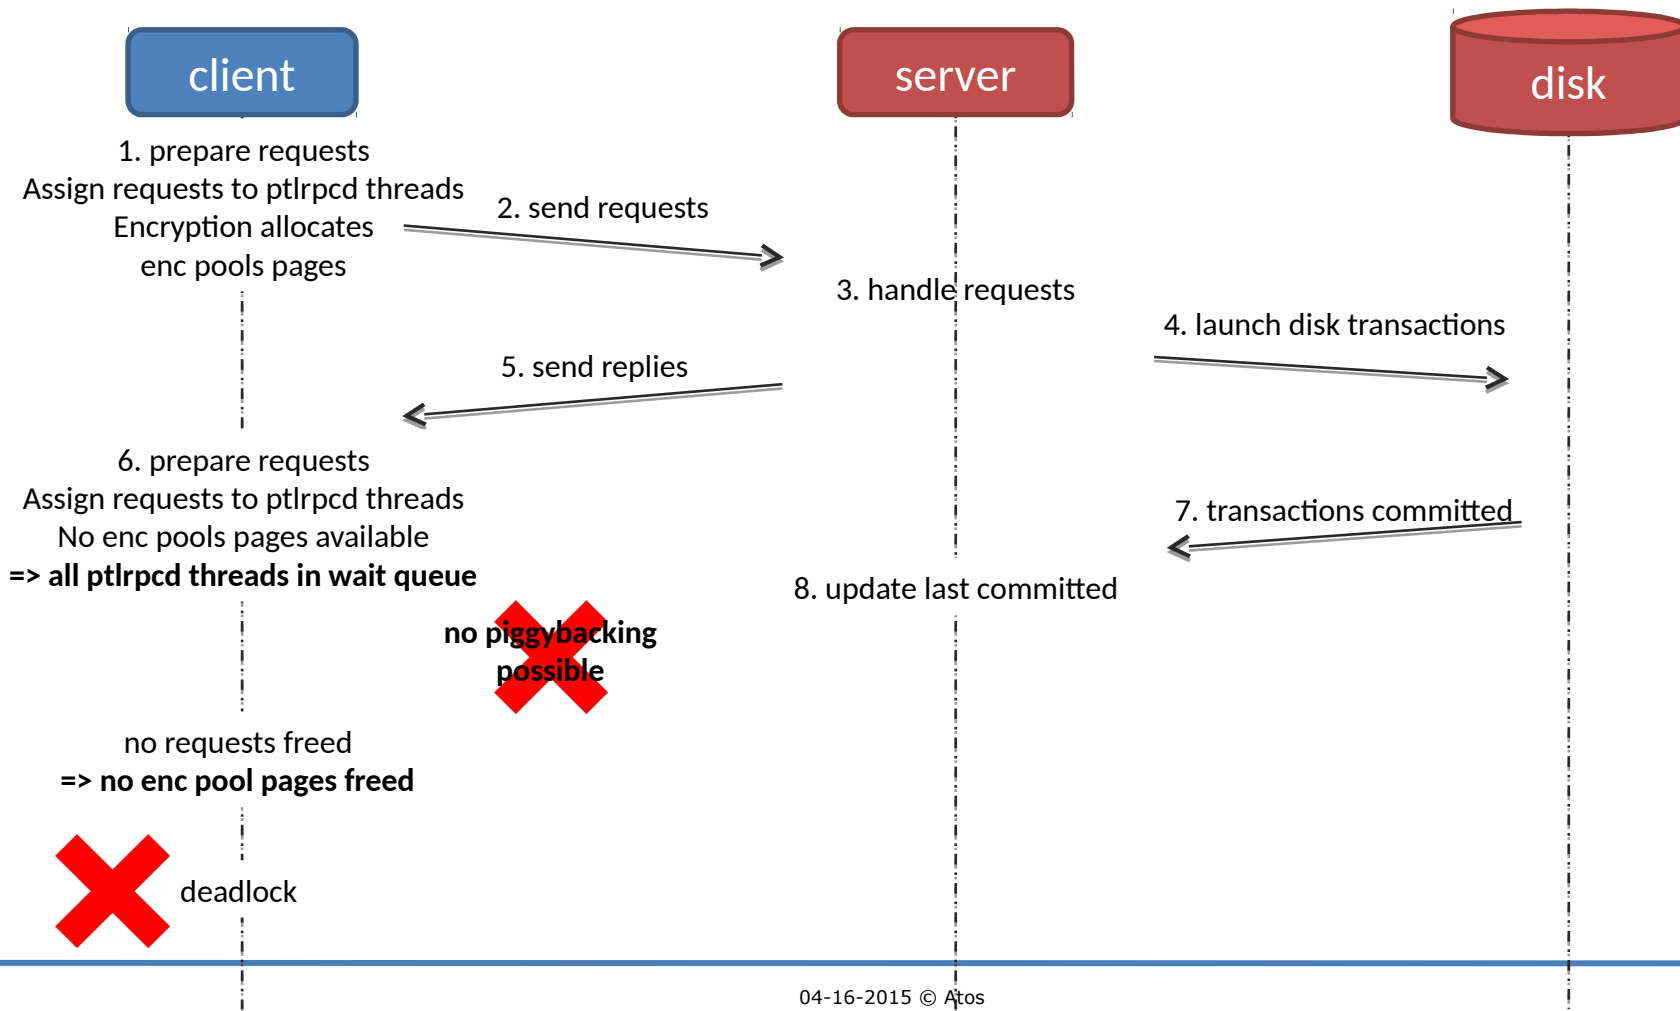 client
server
disk
1. prepare requests
Assign requests to ptlrpcd threads
Encryption allocates
enc pools pages
2. send requests
3. handle requests
4. launch disk transactions
5. send replies
6. prepare requests
Assign requests to ptlrpcd threads
No enc pools pages available
=> all ptlrpcd threads in wait queue
7. transactions committed
8. update last committed
no piggybacking
possible
no requests freed
=> no enc pool pages freed
deadlock
04-16-2015 © Atos